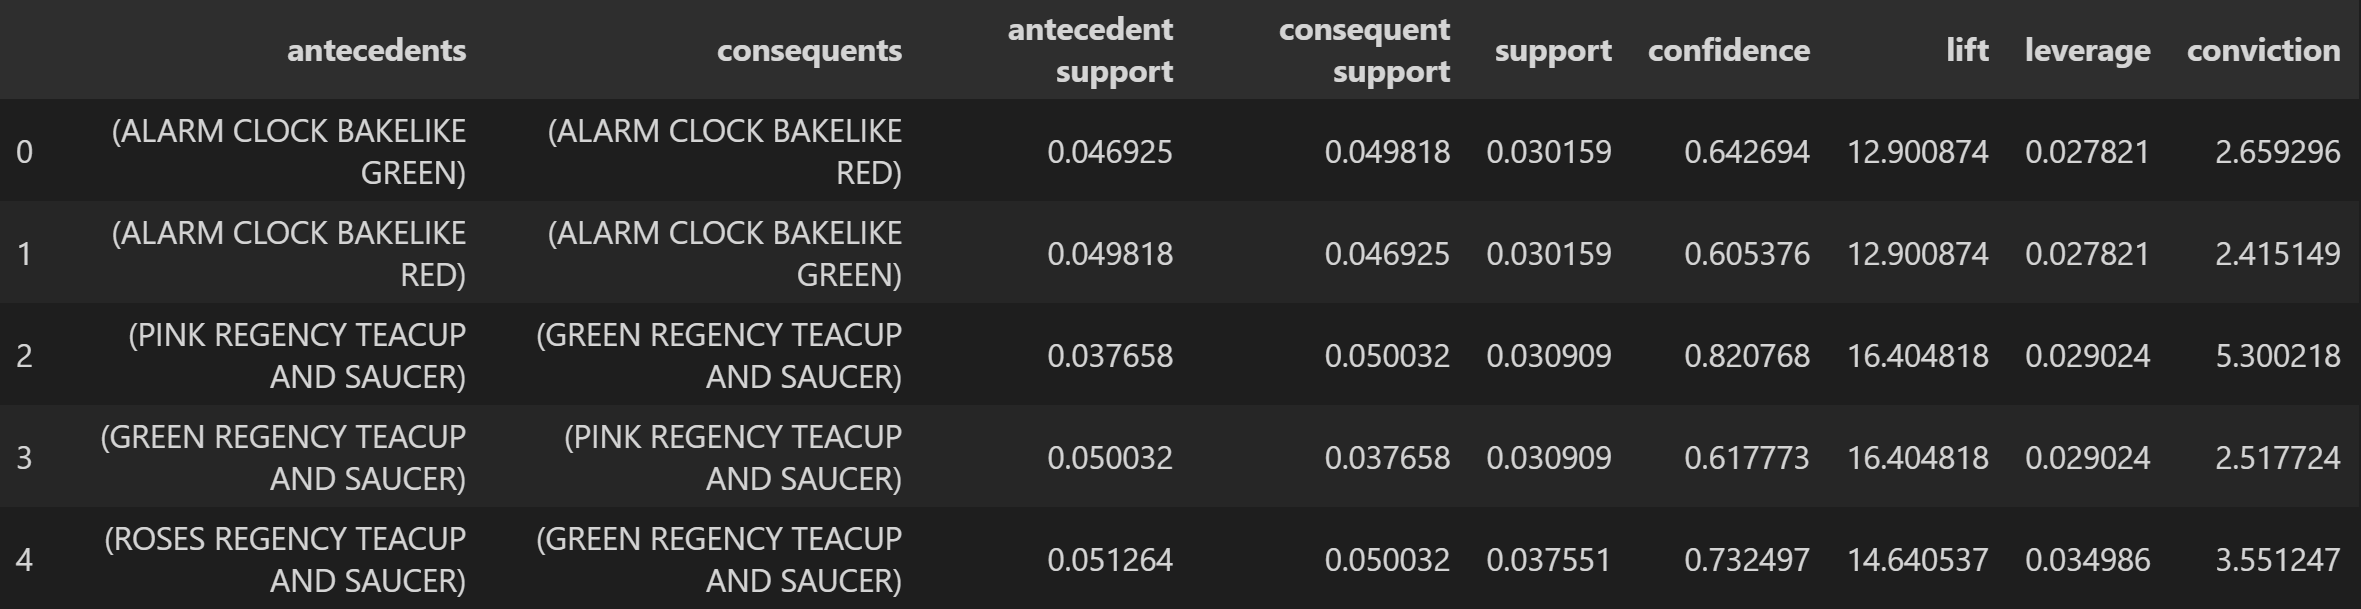 antecedents consequents antecedent support consequent support support confidence lift leverage conviction
0 (ALARM CLOCK BAKELIKE GREEN) (ALARM CLOCK BAKELIKE RED) 0.046925 0.049818 0.030159 0.642694 12.900874 0.027821 2.659296
1 (ALARM CLOCK BAKELIKE RED) (ALARM CLOCK BAKELIKE GREEN) 0.049818 0.046925 0.030159 0.605376 12.900874 0.027821 2.415149
2 (PINK REGENCY TEACUP AND SAUCER) (GREEN REGENCY TEACUP AND SAUCER) 0.037658 0.050032 0.030909 0.820768 16.404818 0.029024 5.300218
3 (GREEN REGENCY TEACUP AND SAUCER) (PINK REGENCY TEACUP AND SAUCER) 0.050032 0.037658 0.030909 0.617773 16.404818 0.029024 2.517724
4 (ROSES REGENCY TEACUP AND SAUCER) (GREEN REGENCY TEACUP AND SAUCER) 0.051264 0.050032 0.037551 0.732497 14.640537 0.034986 3.551247